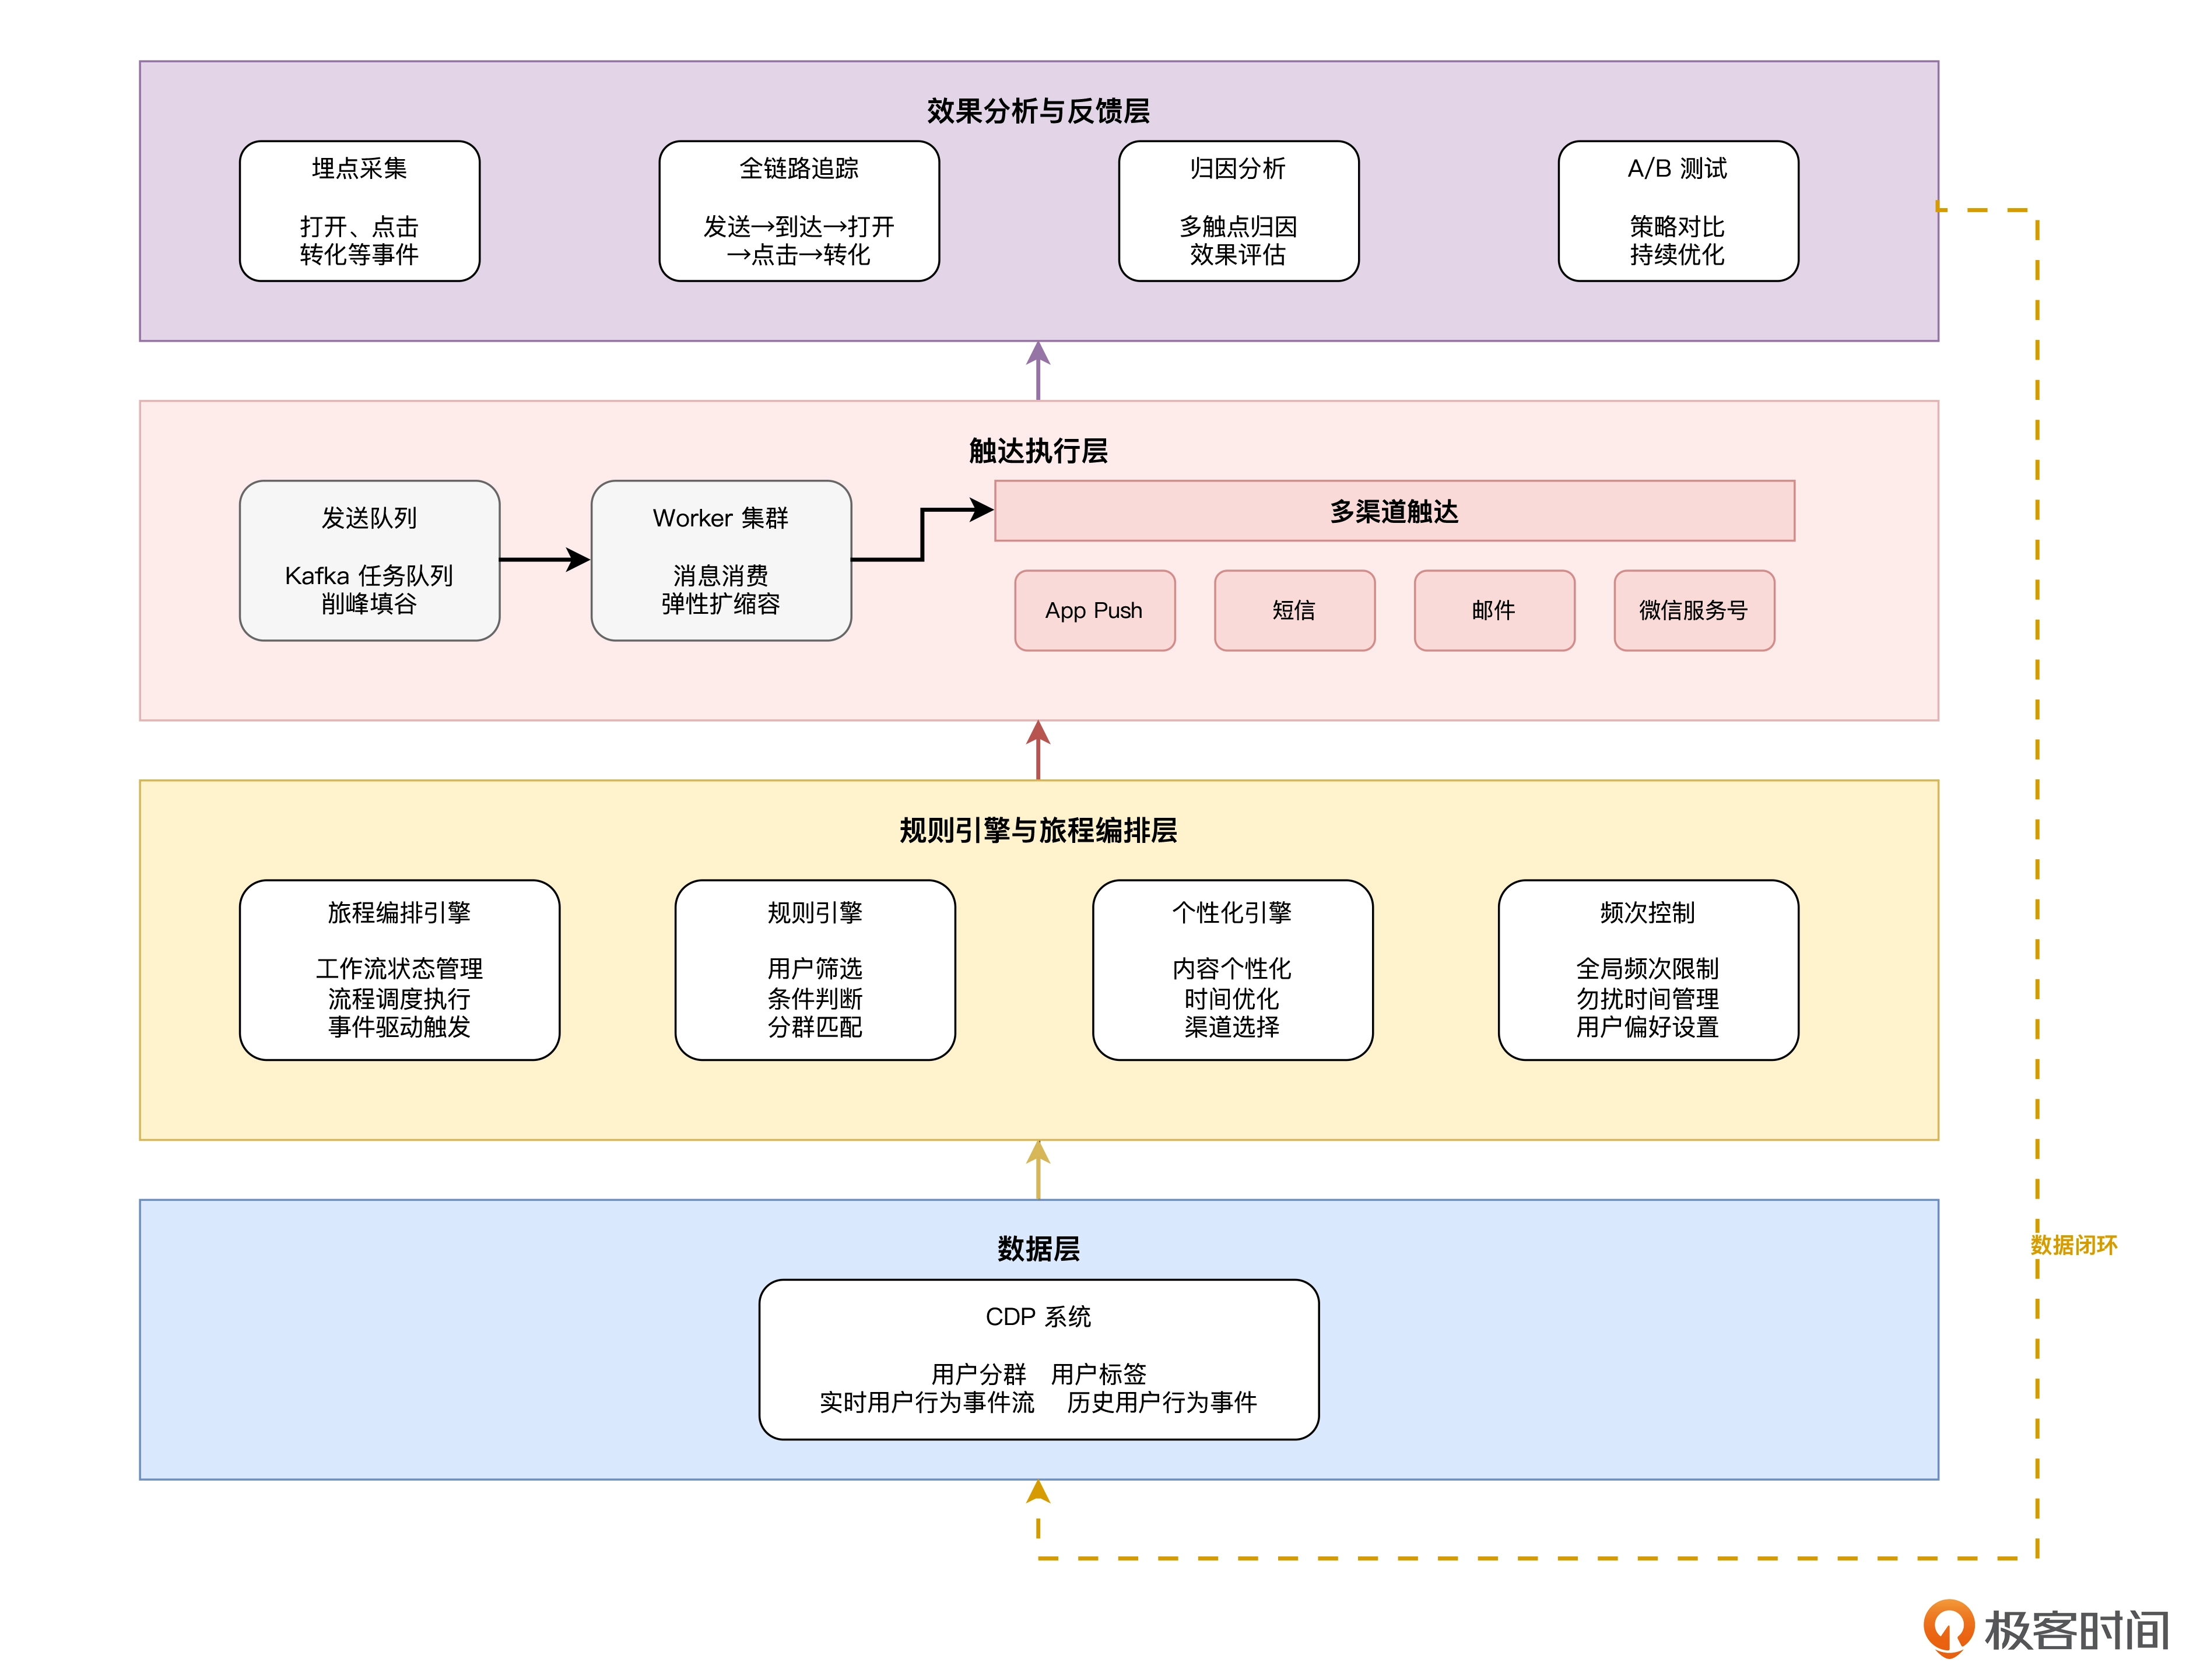 效果分析与反馈层
埋点采集
打开、点击
转化等事件
全链路追踪
发送→到达→打开
→点击→转化
归因分析
多触点归因
效果评估
A/B 测试
策略对比
持续优化
触达执行层
发送队列
Kafka 任务队列
削峰填谷
Worker 集群
消息消费
弹性扩缩容
多渠道触达
App Push
短信
邮件
微信服务号
规则引擎与旅程编排层
旅程编排引擎
工作流状态管理
流程调度执行
事件驱动触发
规则引擎
用户筛选
条件判断
分群匹配
个性化引擎
内容个性化
时间优化
渠道选择
频次控制
全局频次限制
勿扰时间管理
用户偏好设置
数据层
CDP 系统
用户分群 用户标签
实时用户行为事件流 历史用户行为事件
数据闭环
极客时间